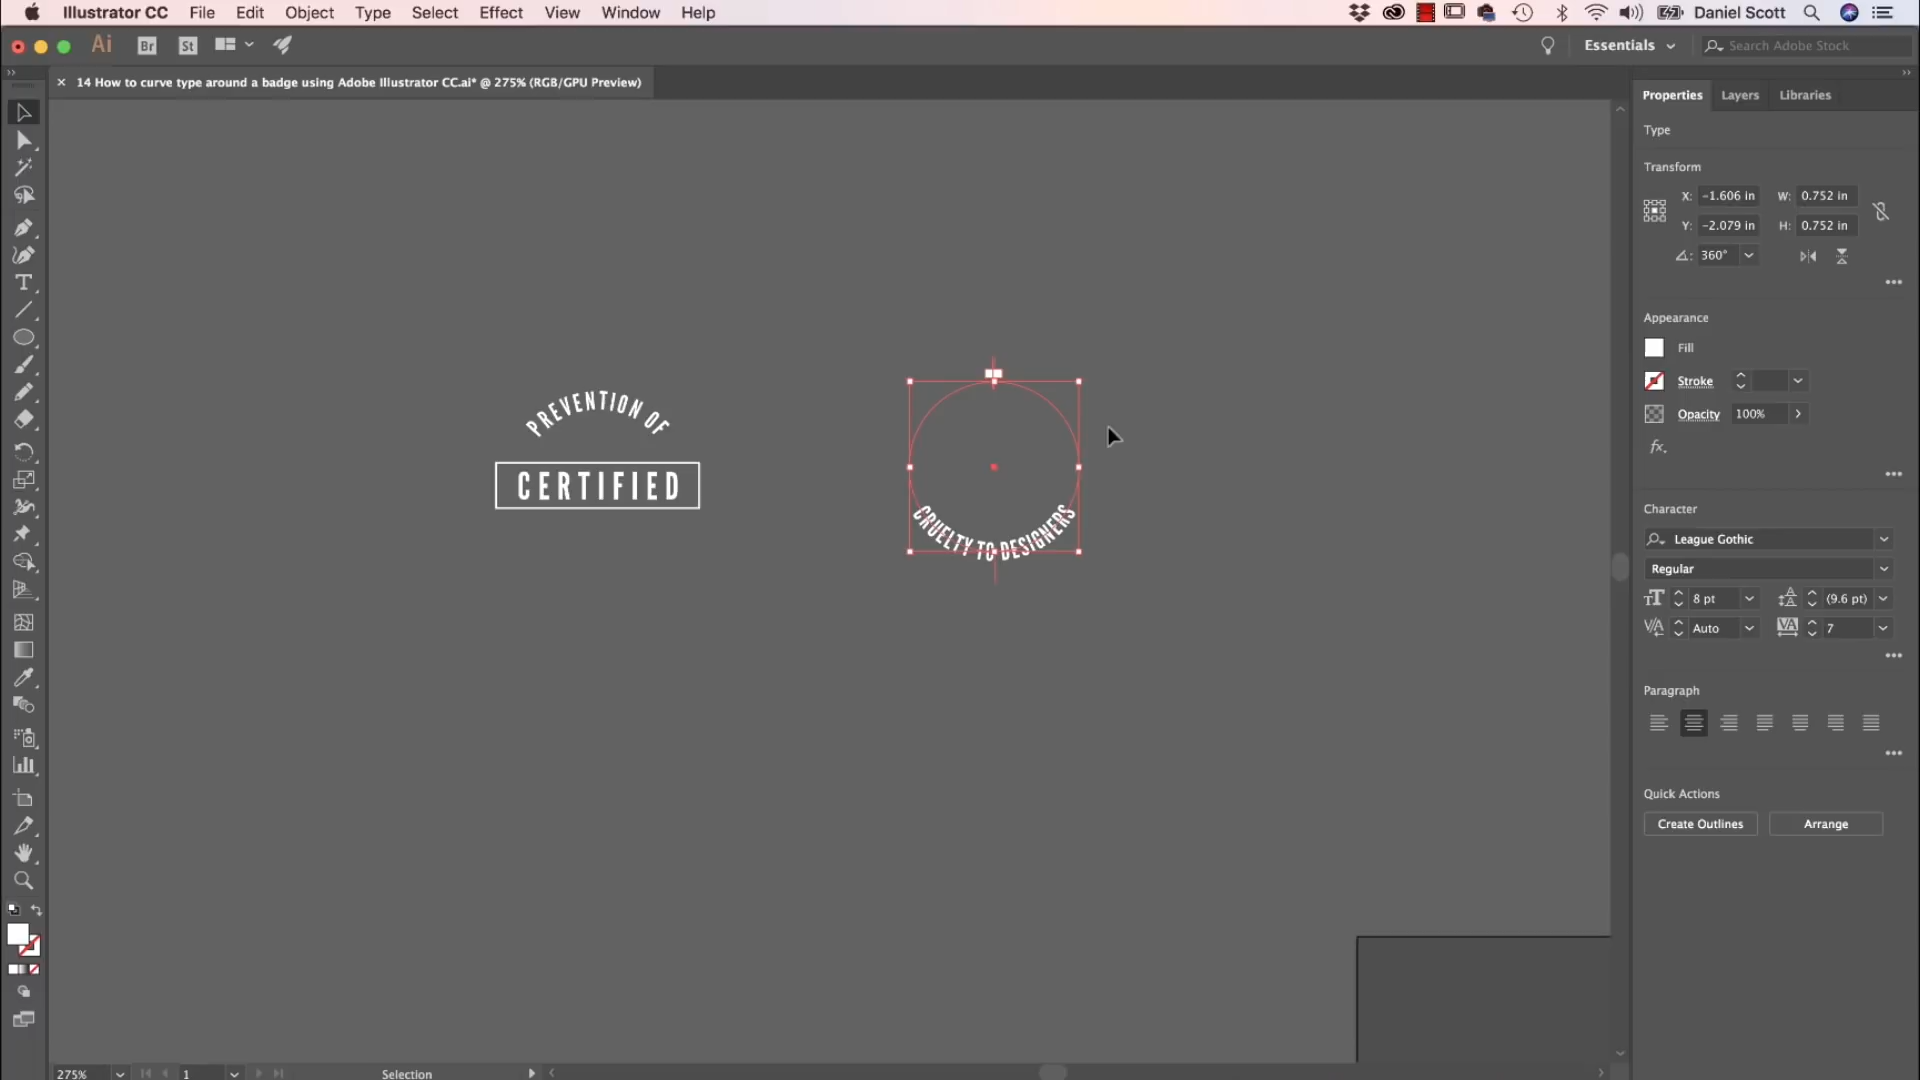 Illustrator CC File Edit Object Type Select Effect View Window Help Daniel Scott
Ai Br St Essentials Search Adobe Stock
14 How to curve type around a badge using Adobe Illustrator CC.ai* @ 275% (RGB/GPU Preview)
Properties Layers Libraries
Type
Transform
X: -1.606 in W: 0.752 in
Y: -2.079 in H: 0.752 in
360°
Appearance
Fill
Stroke
Opacity 100%
fx.
PREVENTION OF
CERTIFIED
CRUELTY TO DESIGNERS
Character
League Gothic
Regular
8 pt (9.6 pt)
Auto 7
Paragraph
Quick Actions
Create Outlines Arrange
275% 1 Selection